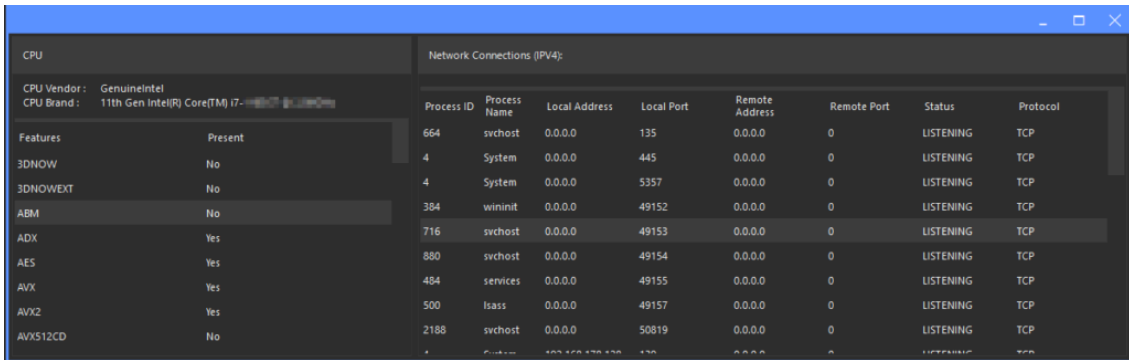 CPU
CPU Vendor : GenuineIntel
CPU Brand : 11th Gen Intel(R) Core(TM) i7-
Features Present
3DNOW No
3DNOWEXT No
ABM No
ADX Yes
AES Yes
AVX Yes
AVX2 Yes
AVX512CD No
Network Connections (IPV4):
Process ID Process Name Local Address Local Port Remote Address Remote Port Status Protocol
664 svchost 0.0.0.0 135 0.0.0.0 0 LISTENING TCP
4 System 0.0.0.0 445 0.0.0.0 0 LISTENING TCP
4 System 0.0.0.0 5357 0.0.0.0 0 LISTENING TCP
384 wininit 0.0.0.0 49152 0.0.0.0 0 LISTENING TCP
716 svchost 0.0.0.0 49153 0.0.0.0 0 LISTENING TCP
880 svchost 0.0.0.0 49154 0.0.0.0 0 LISTENING TCP
484 services 0.0.0.0 49155 0.0.0.0 0 LISTENING TCP
500 lsass 0.0.0.0 49157 0.0.0.0 0 LISTENING TCP
2188 svchost 0.0.0.0 50819 0.0.0.0 0 LISTENING TCP